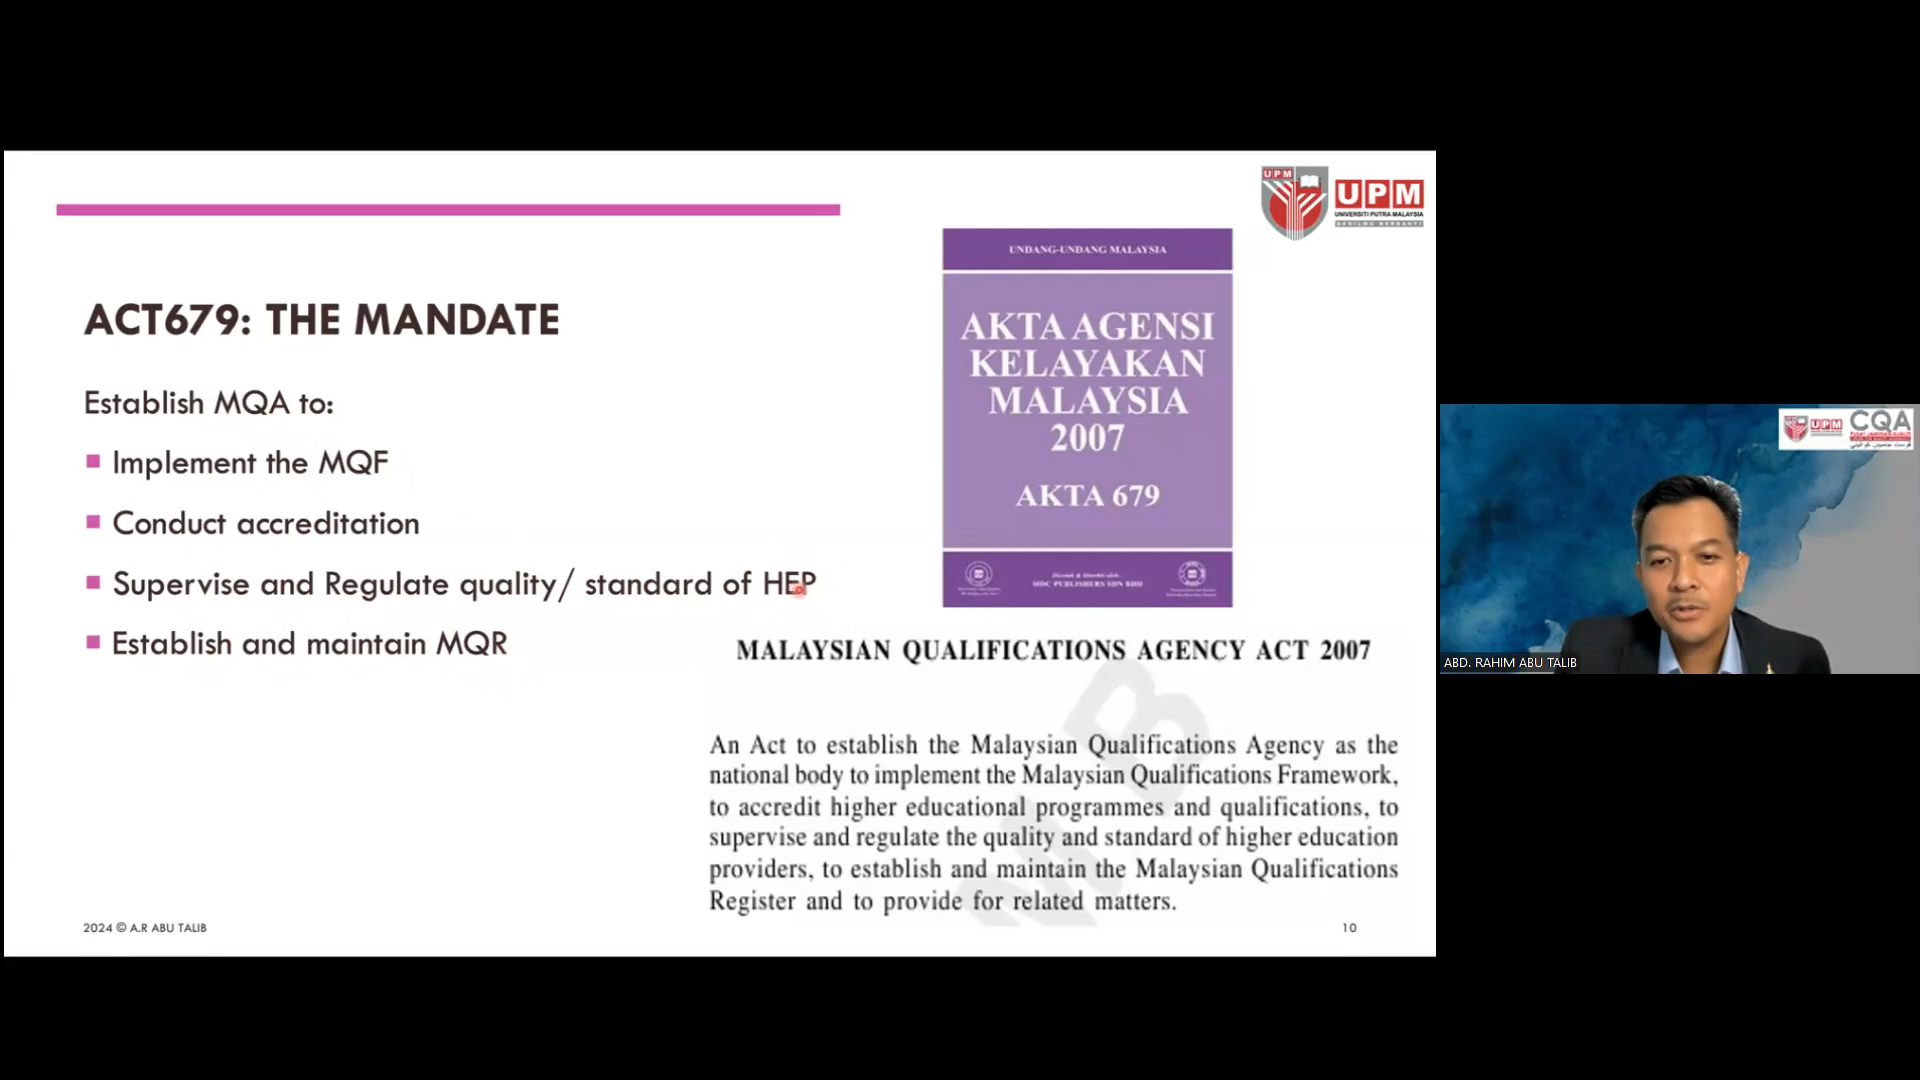 UPM
UPM
UNIVERSITI PUTRA MALAYSIA
BERILMU BERBAKTI
ACT679: THE MANDATE
Establish MQA to:
Implement the MQF
Conduct accreditation
Supervise and Regulate quality/ standard of HEP
Establish and maintain MQR
UNDANG-UNDANG MALAYSIA
AKTA AGENSI
KELAYAKAN
MALAYSIA
2007
AKTA 679
MDC PUBLISHERS SDN BHD
MALAYSIAN QUALIFICATIONS AGENCY ACT 2007
An Act to establish the Malaysian Qualifications Agency as the
national body to implement the Malaysian Qualifications Framework,
to accredit higher educational programmes and qualifications, to
supervise and regulate the quality and standard of higher education
providers, to establish and maintain the Malaysian Qualifications
Register and to provide for related matters.
2024 © A.R ABU TALIB
10
UPM
CQA
ABD. RAHIM ABU TALIB